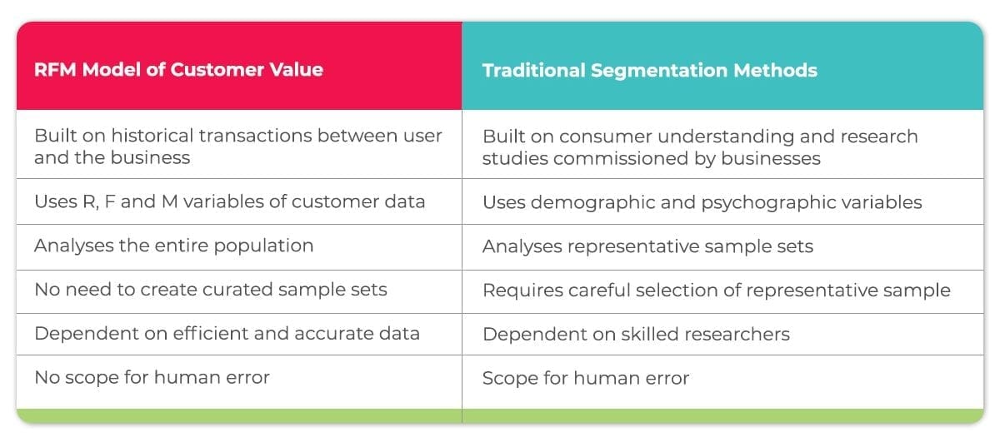 RFM Model of Customer Value
Traditional Segmentation Methods
Built on historical transactions between user
and the business
Built on consumer understanding and research
studies commissioned by businesses
Uses R, F and M variables of customer data
Uses demographic and psychographic variables
Analyses the entire population
Analyses representative sample sets
No need to create curated sample sets
Requires careful selection of representative sample
Dependent on efficient and accurate data
Dependent on skilled researchers
No scope for human error
Scope for human error